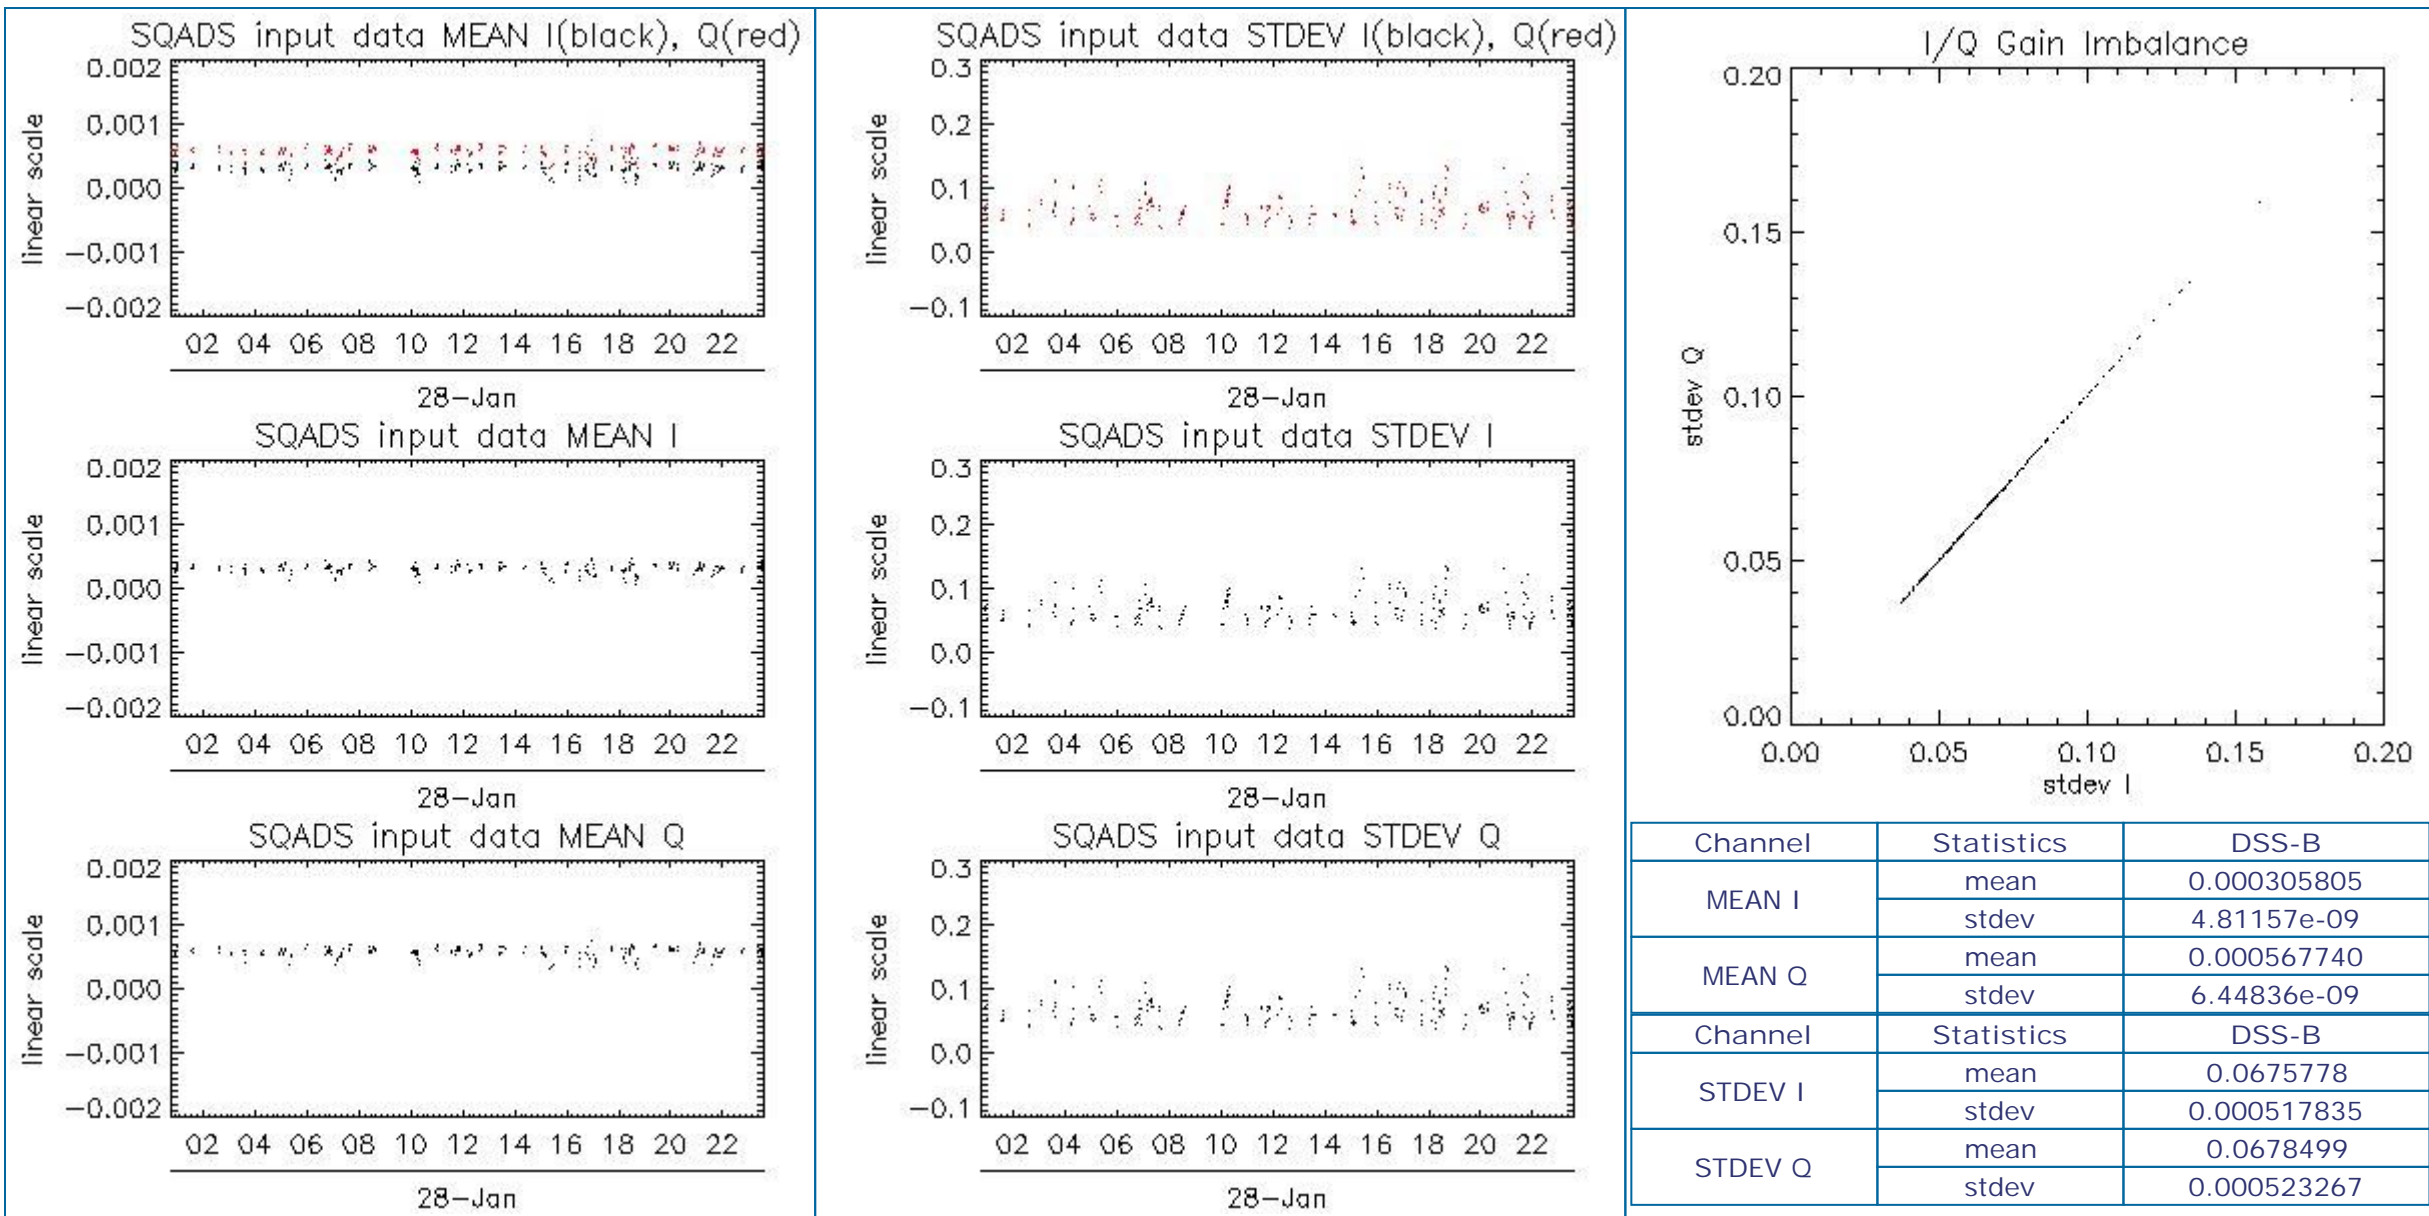 SQADS input data MEAN I(black), Q(red)
0.002
0.001
0.000
−0.001
−0.002
linear scale
02 04 06 08 10 12 14 16 18 20 22
28−Jan
SQADS input data MEAN I
0.002
0.001
0.000
−0.001
−0.002
linear scale
02 04 06 08 10 12 14 16 18 20 22
28−Jan
SQADS input data MEAN Q
0.002
0.001
0.000
−0.001
−0.002
linear scale
02 04 06 08 10 12 14 16 18 20 22
28−Jan
SQADS input data STDEV I(black), Q(red)
0.3
0.2
0.1
0.0
−0.1
linear scale
02 04 06 08 10 12 14 16 18 20 22
28−Jan
SQADS input data STDEV I
0.3
0.2
0.1
0.0
−0.1
linear scale
02 04 06 08 10 12 14 16 18 20 22
28−Jan
SQADS input data STDEV Q
0.3
0.2
0.1
0.0
−0.1
linear scale
02 04 06 08 10 12 14 16 18 20 22
28−Jan
I/Q Gain Imbalance
0.20
0.15
0.10
0.05
0.00
stdev Q
0.00 0.05 0.10 0.15 0.20
stdev I
Channel Statistics DSS-B
MEAN I mean 0.000305805
stdev 4.81157e-09
MEAN Q mean 0.000567740
stdev 6.44836e-09
Channel Statistics DSS-B
STDEV I mean 0.0675778
stdev 0.000517835
STDEV Q mean 0.0678499
stdev 0.000523267